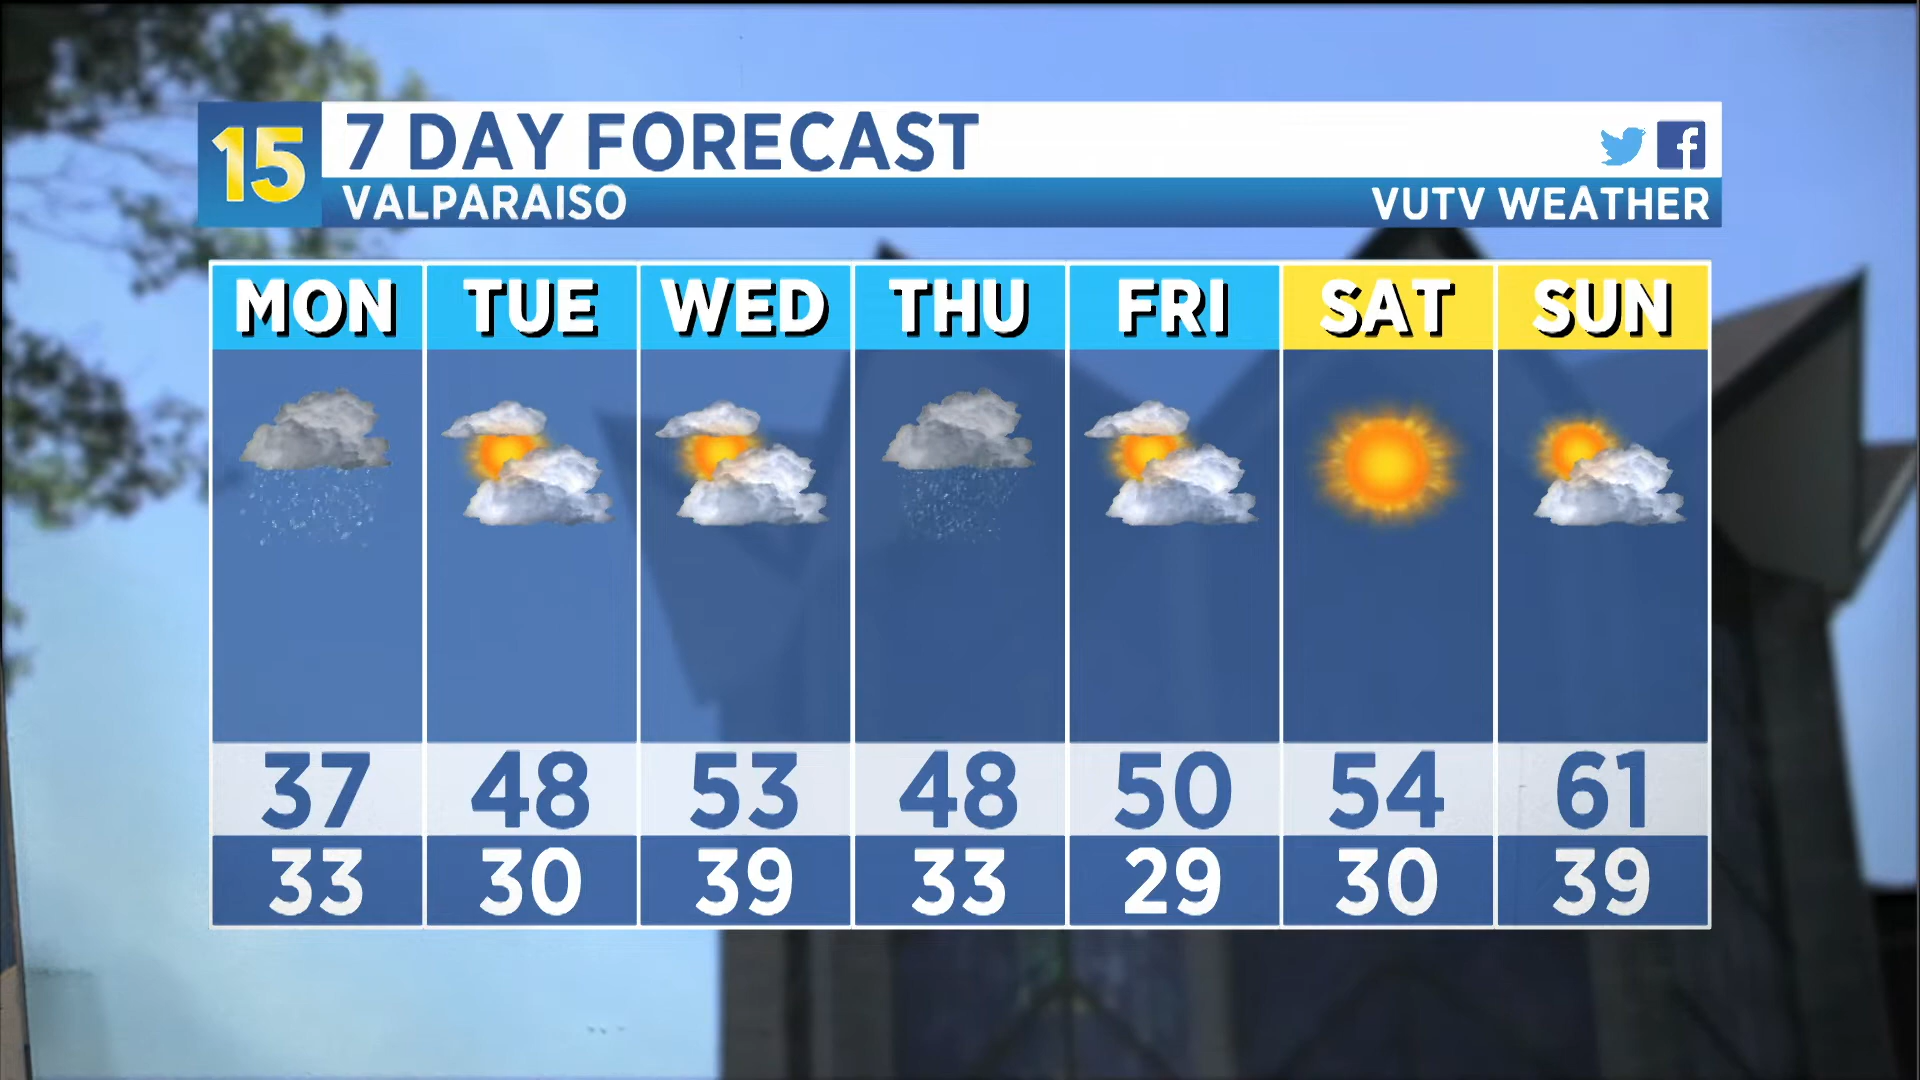 15
7 DAY FORECAST
VALPARAISO
VUTV WEATHER
MON TUE WED THU FRI SAT SUN
37 48 53 48 50 54 61
33 30 39 33 29 30 39